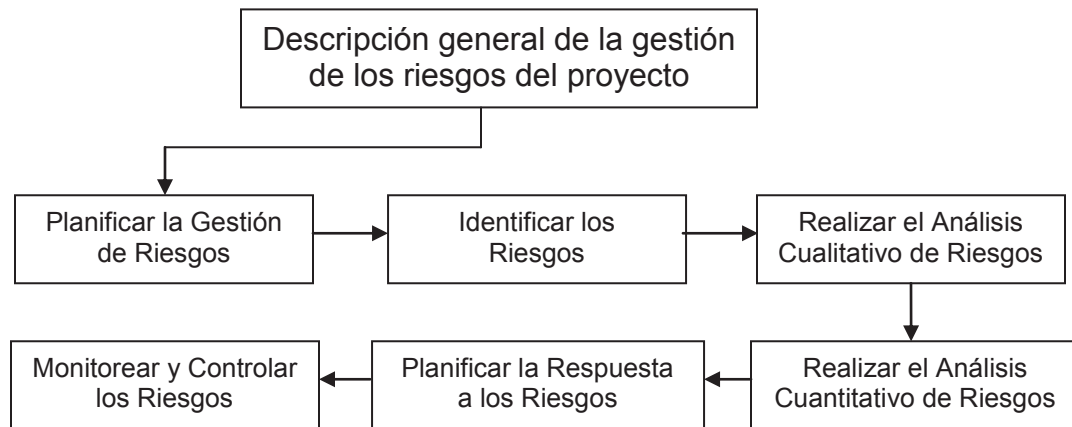 Descripción general de la gestión
de los riesgos del proyecto
Planificar la Gestión
de Riesgos
Identificar los
Riesgos
Realizar el Análisis
Cualitativo de Riesgos
Realizar el Análisis
Cuantitativo de Riesgos
Planificar la Respuesta
a los Riesgos
Monitorear y Controlar
los Riesgos